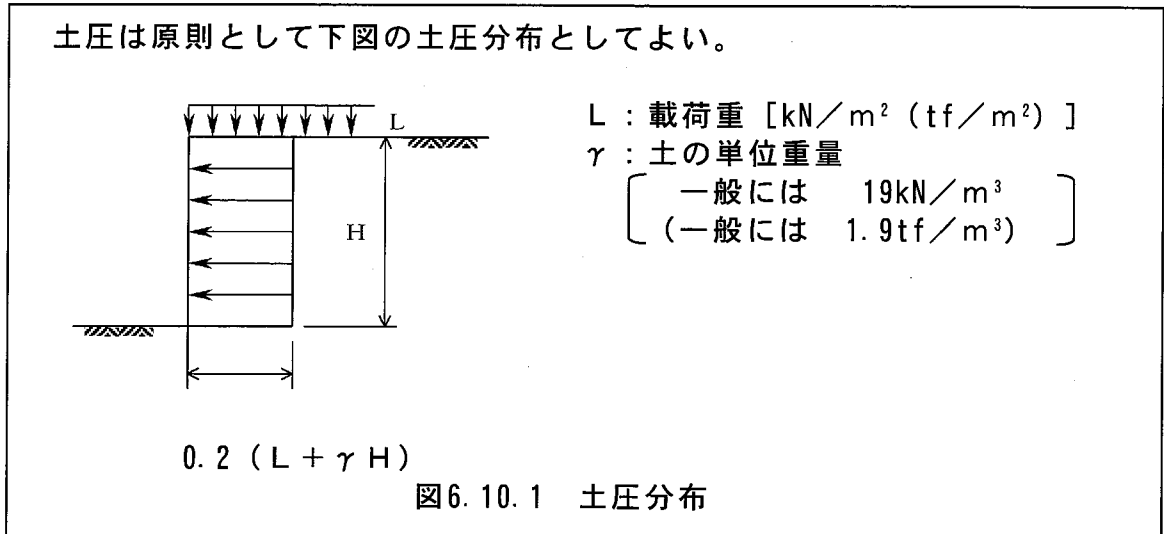 土圧は原則として下図の土圧分布としてよい。
L
L：載荷重［kN／m²（tf／m²）］
γ：土の単位重量
一般には　19kN／m³
（一般には　1.9tf／m³）
H
0.2（L＋γH）
図6.10.1　土圧分布